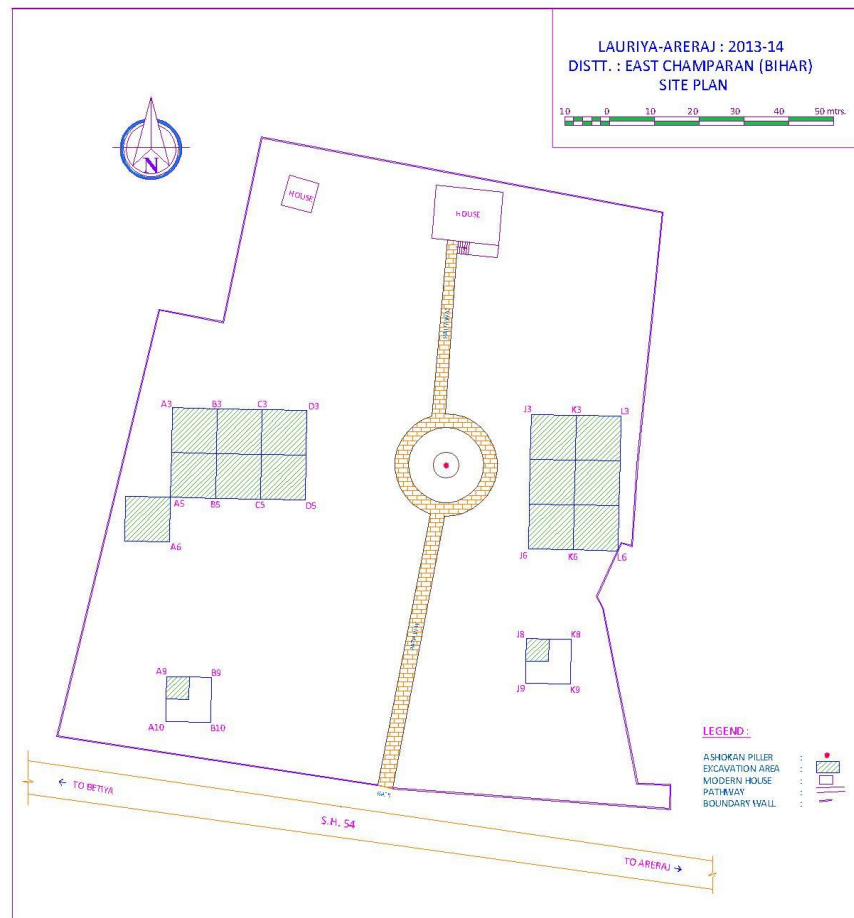 LAURIYA-ARERAJ : 2013-14
DISTT. : EAST CHAMPARAN (BIHAR)
SITE PLAN
10 0 10 20 30 40 50 mtrs.
N
HOUSE
HOUSE
PATHWAY
A3 B3 C3 D3
J3 K3 L3
A5 B5 C5 D5
A6
J6 K6 L6
PATHWAY
J8 K8
A9 B9
J9 K9
A10 B10
LEGEND :
ASHOKAN PILLER :
EXCAVATION AREA :
MODERN HOUSE :
PATHWAY :
BOUNDARY WALL :
← TO BETIYA
GATE
S.H. 54
TO ARERAJ →